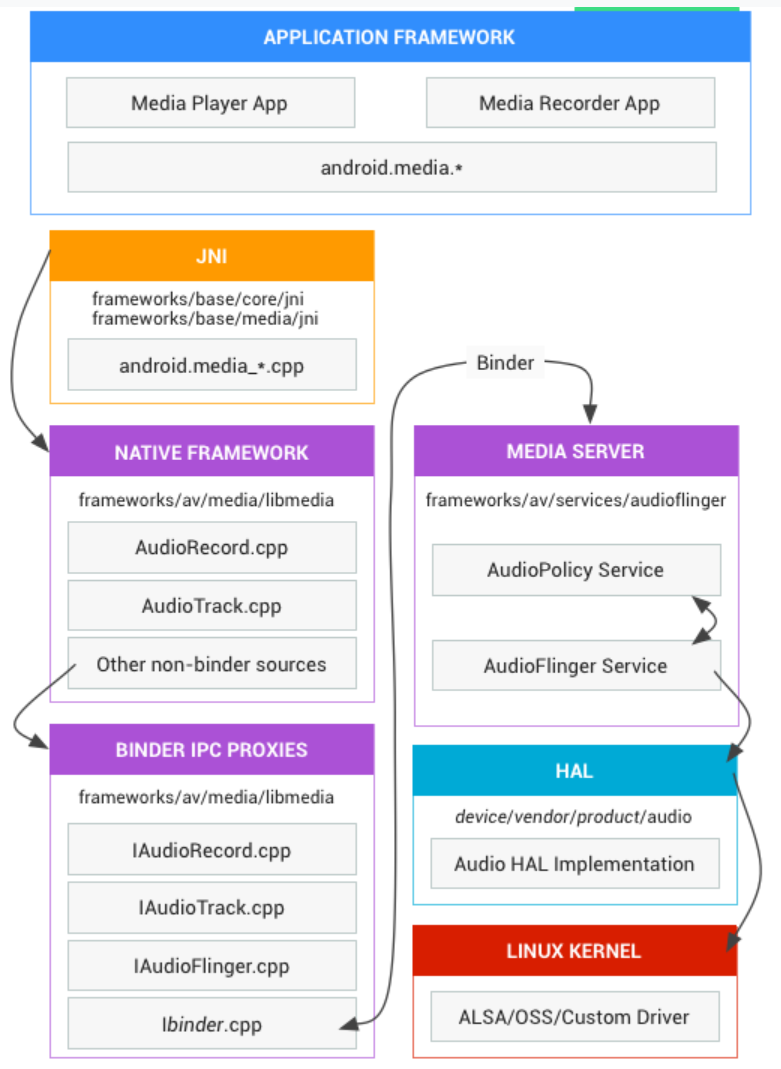 APPLICATION FRAMEWORK
Media Player App
Media Recorder App
android.media.*
JNI
frameworks/base/core/jni
frameworks/base/media/jni
android.media_*.cpp
Binder
NATIVE FRAMEWORK
frameworks/av/media/libmedia
AudioRecord.cpp
AudioTrack.cpp
Other non-binder sources
MEDIA SERVER
frameworks/av/services/audioflinger
AudioPolicy Service
AudioFlinger Service
BINDER IPC PROXIES
frameworks/av/media/libmedia
IAudioRecord.cpp
IAudioTrack.cpp
IAudioFlinger.cpp
Ibinder.cpp
HAL
device/vendor/product/audio
Audio HAL Implementation
LINUX KERNEL
ALSA/OSS/Custom Driver